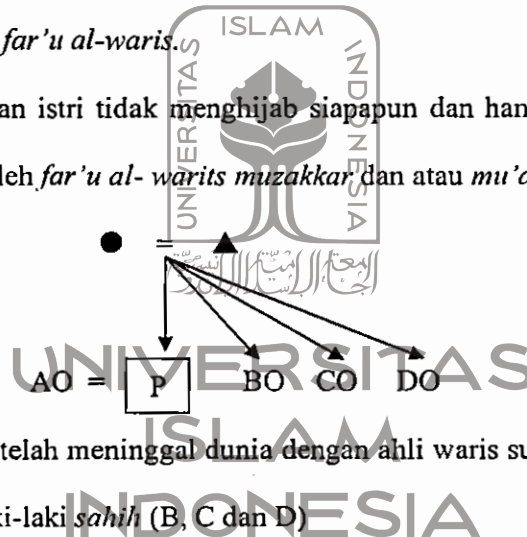 far'u al-waris.
an istri tidak menghijab siapapun dan han
leh far'u al- warits muzakkar dan atau mu'
● = ▲
AO = P BO CO DO
telah meninggal dunia dengan ahli waris su
ki-laki sahih (B, C dan D)
ISLAM
UNIVERSITAS
INDONESIA
UNIVERSITAS
ISLAM
INDONESIA